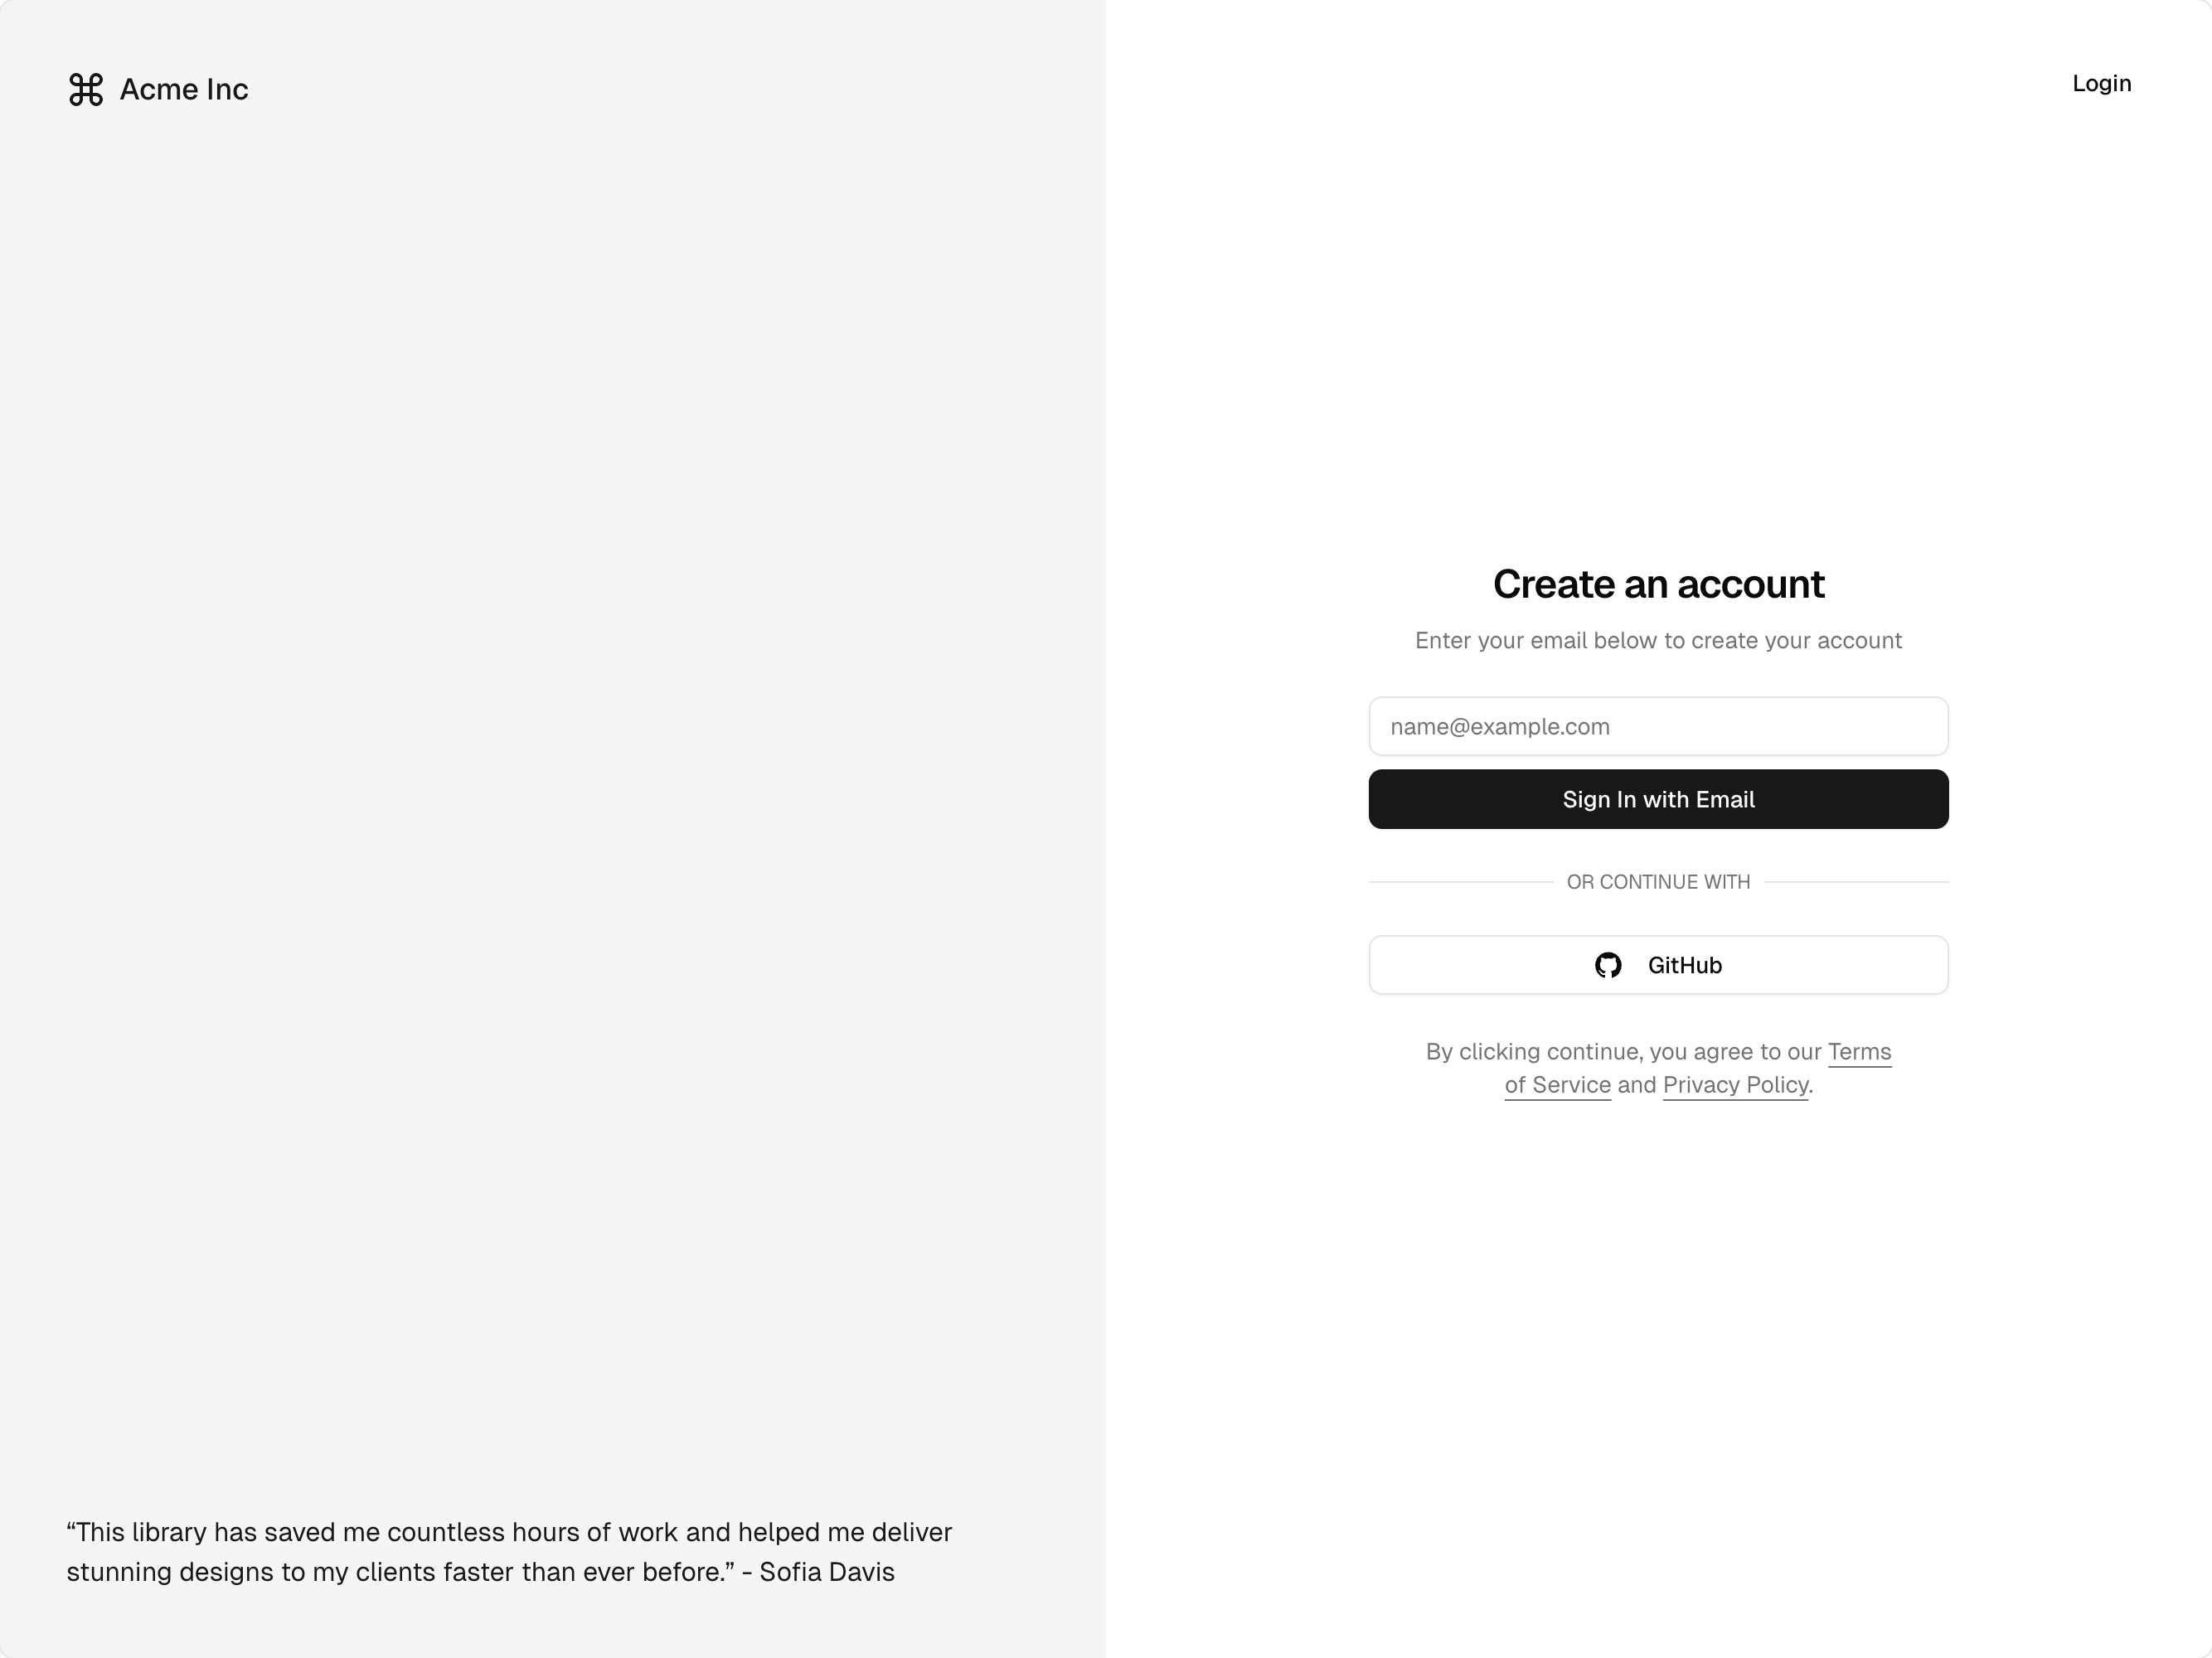 Acme Inc
Login
Create an account
Enter your email below to create your account
name@example.com
Sign In with Email
OR CONTINUE WITH
GitHub
By clicking continue, you agree to our Terms
of Service and Privacy Policy.
“This library has saved me countless hours of work and helped me deliver
stunning designs to my clients faster than ever before.” - Sofia Davis